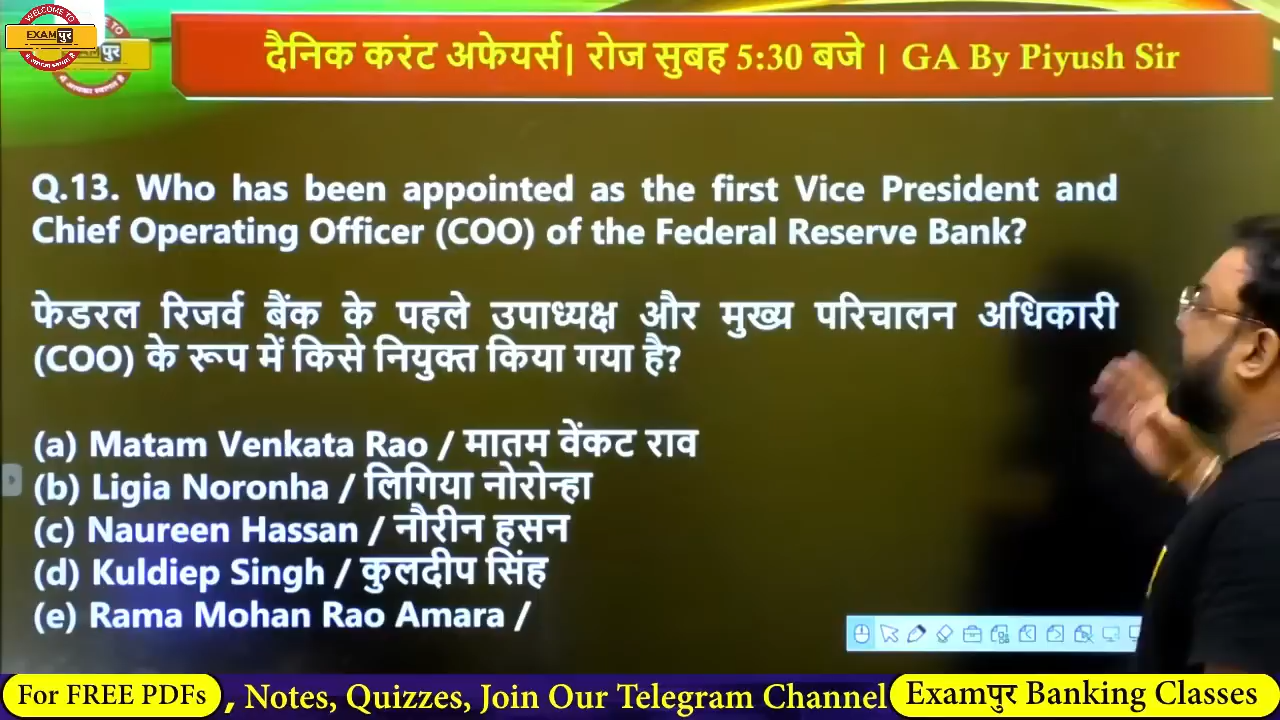 WELCOME TO
EXAMपुर
दैनिक करंट अफेयर्स| रोज सुबह 5:30 बजे | GA By Piyush Sir
Q.13. Who has been appointed as the first Vice President and
Chief Operating Officer (COO) of the Federal Reserve Bank?
फेडरल रिजर्व बैंक के पहले उपाध्यक्ष और मुख्य परिचालन अधिकारी
(COO) के रूप में किसे नियुक्त किया गया है?
(a) Matam Venkata Rao / मातम वेंकट राव
(b) Ligia Noronha / लिगिया नोरोन्हा
(c) Naureen Hassan / नौरीन हसन
(d) Kuldiep Singh / कुलदीप सिंह
(e) Rama Mohan Rao Amara /
For FREE PDFs , Notes, Quizzes, Join Our Telegram Channel Examपुर Banking Classes